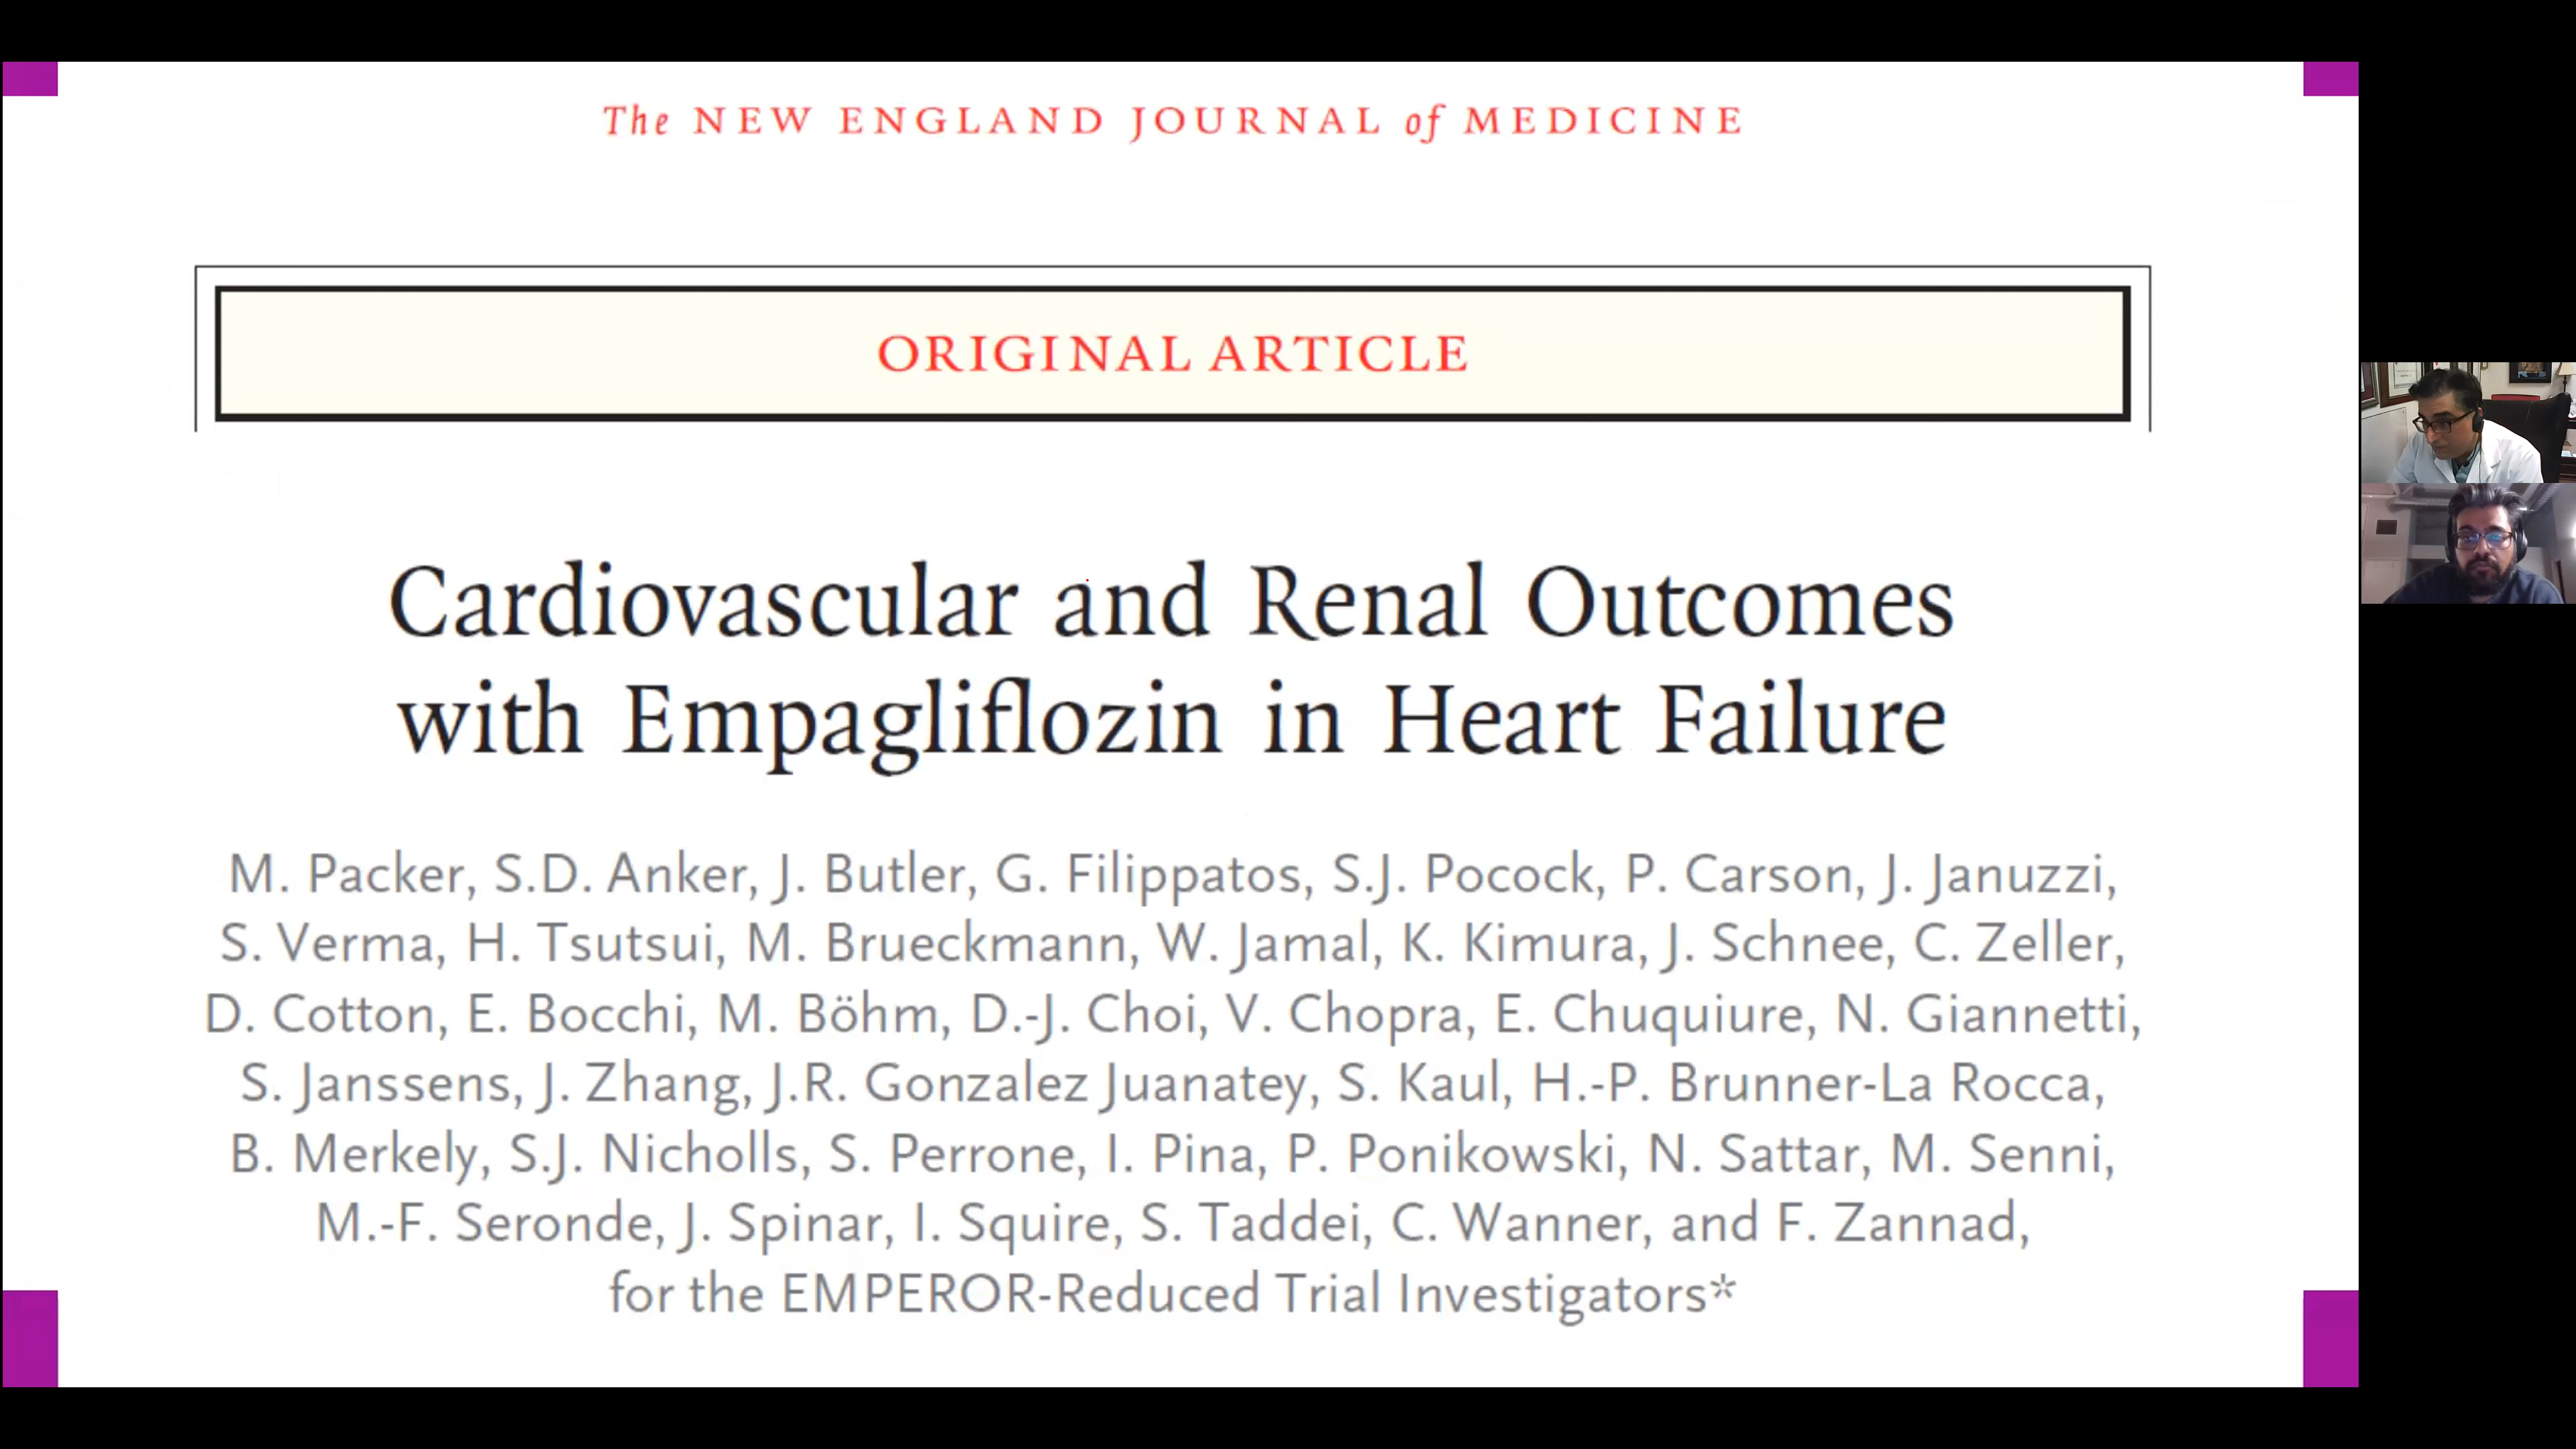 The NEW ENGLAND JOURNAL of MEDICINE
ORIGINAL ARTICLE
Cardiovascular and Renal Outcomes
with Empagliflozin in Heart Failure
M. Packer, S.D. Anker, J. Butler, G. Filippatos, S.J. Pocock, P. Carson, J. Januzzi,
S. Verma, H. Tsutsui, M. Brueckmann, W. Jamal, K. Kimura, J. Schnee, C. Zeller,
D. Cotton, E. Bocchi, M. Böhm, D.-J. Choi, V. Chopra, E. Chuquiure, N. Giannetti,
S. Janssens, J. Zhang, J.R. Gonzalez Juanatey, S. Kaul, H.-P. Brunner-La Rocca,
B. Merkely, S.J. Nicholls, S. Perrone, I. Pina, P. Ponikowski, N. Sattar, M. Senni,
M.-F. Seronde, J. Spinar, I. Squire, S. Taddei, C. Wanner, and F. Zannad,
for the EMPEROR-Reduced Trial Investigators*